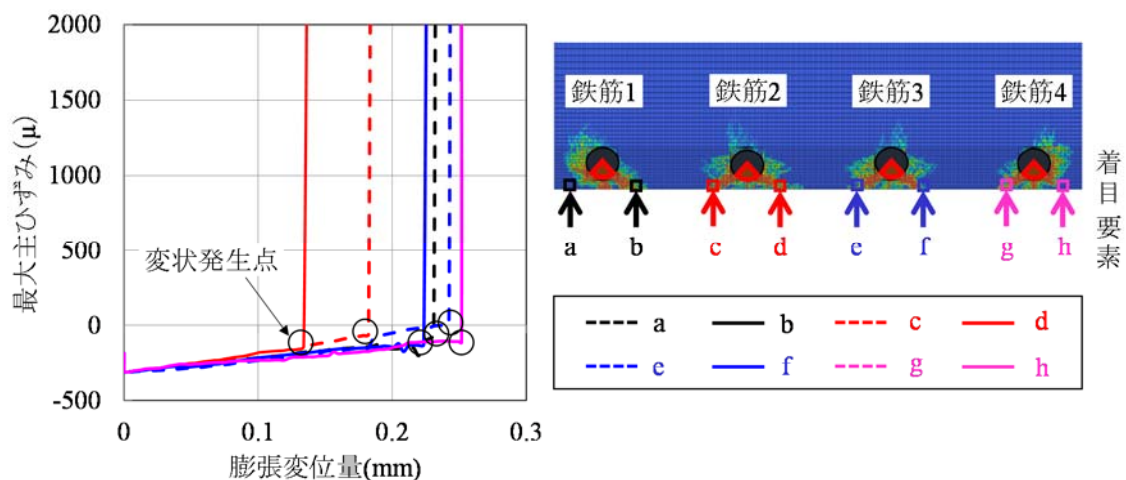 2000
1500
1000
500
0
-500
最大主ひずみ(μ)
変状発生点
0 0.1 0.2 0.3
膨張変位量(mm)
鉄筋1 鉄筋2 鉄筋3 鉄筋4
着目要素
a b c d e f g h
a b c d
e f g h